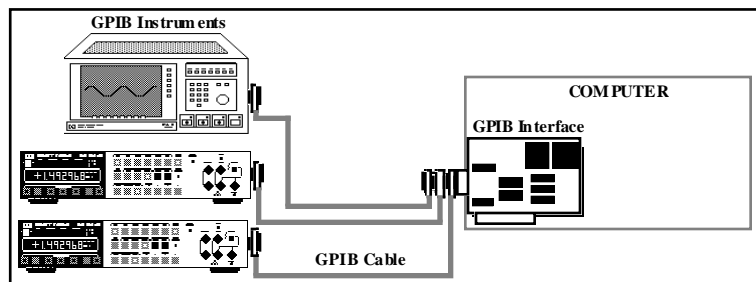 GPIB Instruments
COMPUTER
GPIB Interface
+1.492968
+1.492968
GPIB Cable